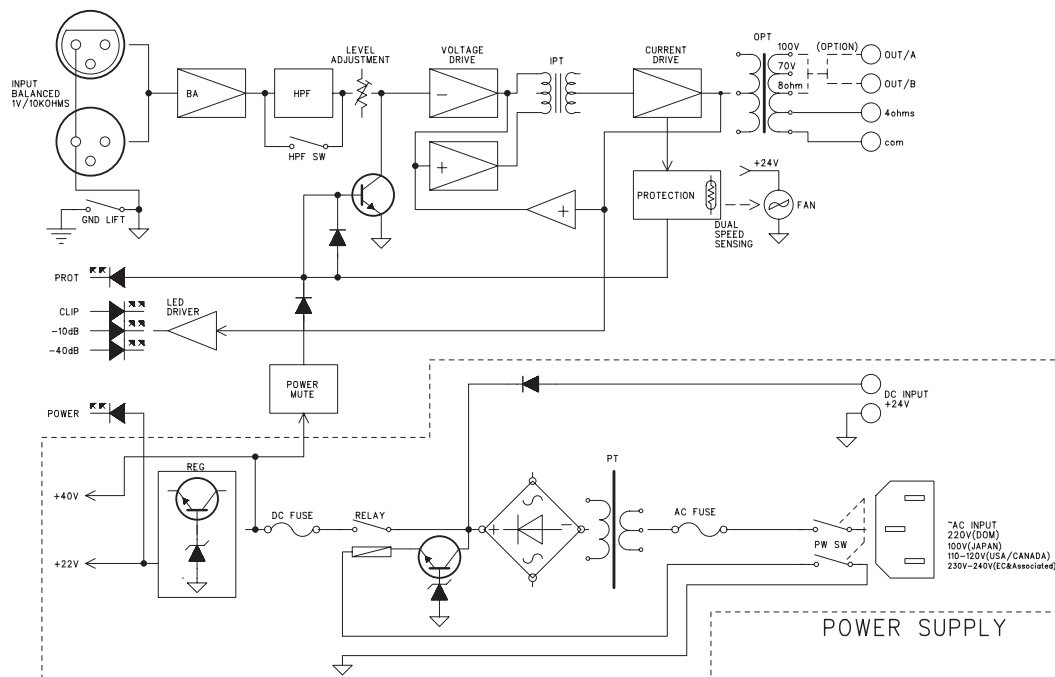 INPUT
BALANCED
1V/10KOHMS
BA
HPF
HPF SW
LEVEL
ADJUSTMENT
VOLTAGE
DRIVE
−
+
IPT
CURRENT
DRIVE
OPT
100V
70V
8ohm
(OPTION)
OUT/A
OUT/B
4ohms
com
GND LIFT
+
PROTECTION
DUAL
SPEED
SENSING
+24V
FAN
PROT
CLIP
−10dB
−40dB
LED
DRIVER
POWER
MUTE
POWER
DC INPUT
+24V
REG
+40V
+22V
DC FUSE
RELAY
+
−
PT
AC FUSE
PW SW
~AC INPUT
220V(DOM)
100V(JAPAN)
110−120V(USA/CANADA)
230V−240V(EC&Associated)
POWER SUPPLY